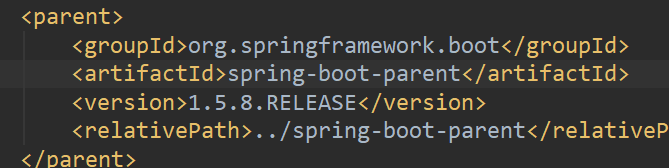 <parent>
<groupId>org.springframework.boot</groupId>
<artifactId>spring-boot-parent</artifactId>
<version>1.5.8.RELEASE</version>
<relativePath>../spring-boot-parent</relativeP
</parent>